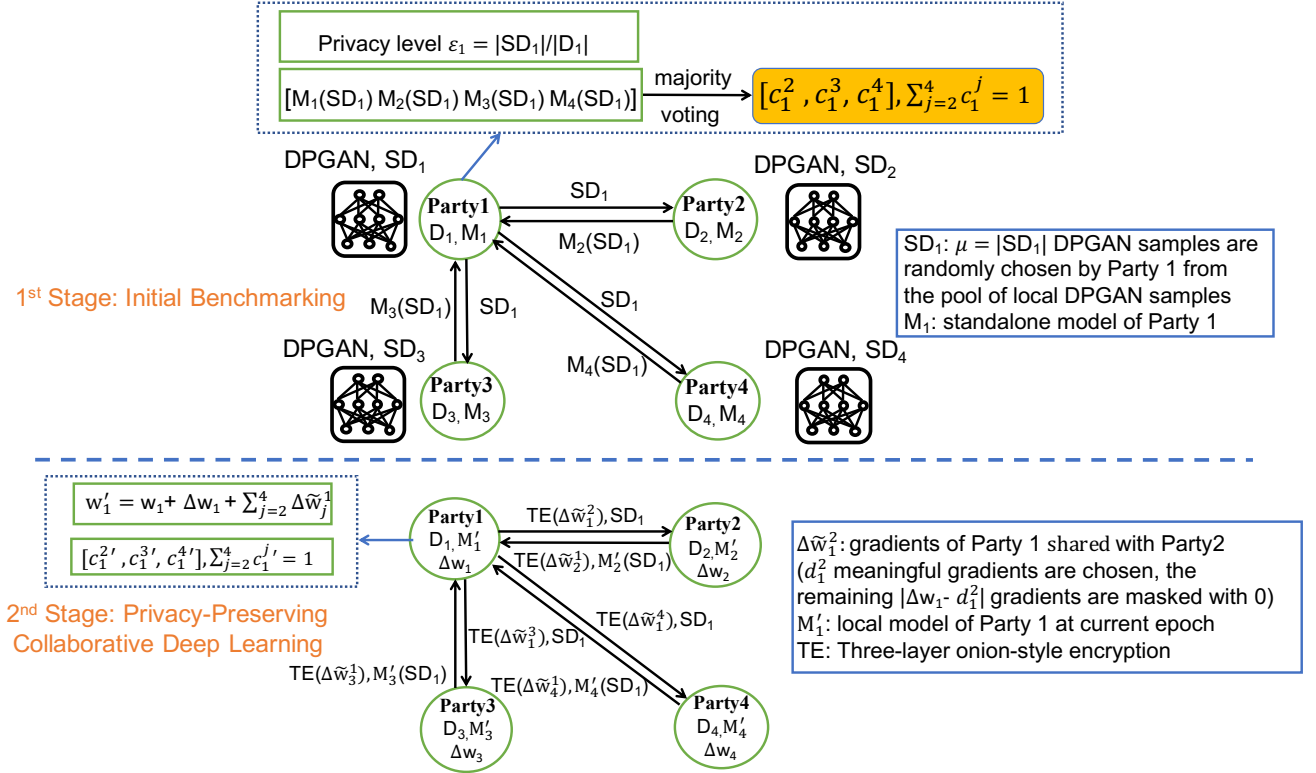 Privacy level ε₁ = |SD₁|/|D₁|
[M₁(SD₁) M₂(SD₁) M₃(SD₁) M₄(SD₁)]
majority
voting
[c₁², c₁³, c₁⁴], ∑⁴ⱼ₌₂ c₁ʲ = 1
DPGAN, SD₁
DPGAN, SD₂
Party1
D₁, M₁
SD₁
M₂(SD₁)
Party2
D₂, M₂
SD₁: μ = |SD₁| DPGAN samples are
randomly chosen by Party 1 from
the pool of local DPGAN samples
M₁: standalone model of Party 1
1st Stage: Initial Benchmarking
M₃(SD₁)
SD₁
SD₁
M₄(SD₁)
DPGAN, SD₃
DPGAN, SD₄
Party3
D₃, M₃
Party4
D₄, M₄
w₁′ = w₁+ Δw₁ + ∑⁴ⱼ₌₂ Δw̃ⱼ¹
[c₁²′, c₁³′, c₁⁴′], ∑⁴ⱼ₌₂ c₁ʲ′ = 1
Party1
D₁, M₁′
Δw₁
TE(Δw̃₁²), SD₁
TE(Δw̃₂¹), M₂′(SD₁)
Party2
D₂, M₂′
Δw₂
Δw̃₁²: gradients of Party 1 shared with Party2
(d₁² meaningful gradients are chosen, the
remaining |Δw₁- d₁²| gradients are masked with 0)
M₁′: local model of Party 1 at current epoch
TE: Three-layer onion-style encryption
2nd Stage: Privacy-Preserving
Collaborative Deep Learning
TE(Δw̃₁⁴), SD₁
TE(Δw̃₁³), SD₁
TE(Δw̃₃¹), M₃′(SD₁)
TE(Δw̃₄¹), M₄′(SD₁)
Party3
D₃, M₃′
Δw₃
Party4
D₄, M₄′
Δw₄